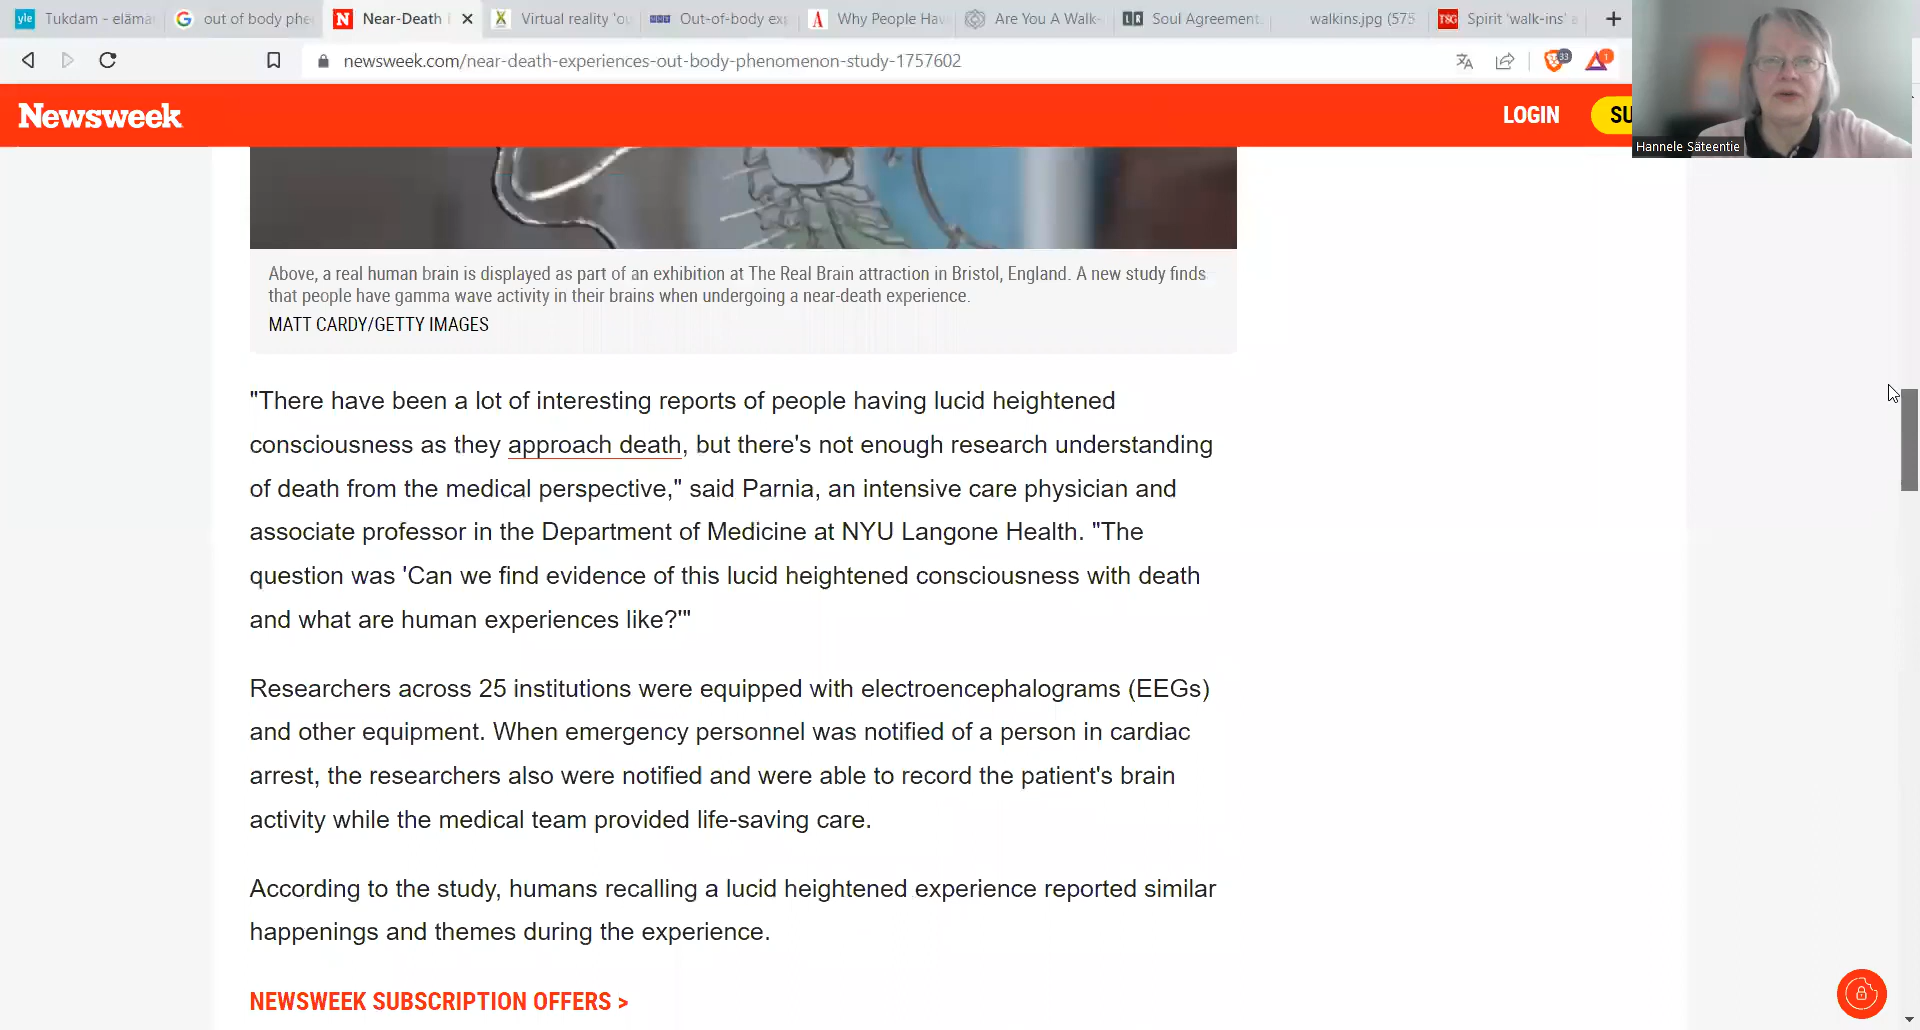 Tukdam – elämä
out of body phe
Near-Death
Virtual reality 'ou
Out-of-body exp
Why People Hav
Are You A Walk-
Soul Agreement.
walkins.jpg (575
Spirit 'walk-ins' a
newsweek.com/near-death-experiences-out-body-phenomenon-study-1757602
33
1
Newsweek
LOGIN
SU
Hannele Säteentie
Above, a real human brain is displayed as part of an exhibition at The Real Brain attraction in Bristol, England. A new study finds
that people have gamma wave activity in their brains when undergoing a near-death experience.
MATT CARDY/GETTY IMAGES
"There have been a lot of interesting reports of people having lucid heightened
consciousness as they approach death, but there's not enough research understanding
of death from the medical perspective," said Parnia, an intensive care physician and
associate professor in the Department of Medicine at NYU Langone Health. "The
question was 'Can we find evidence of this lucid heightened consciousness with death
and what are human experiences like?'"
Researchers across 25 institutions were equipped with electroencephalograms (EEGs)
and other equipment. When emergency personnel was notified of a person in cardiac
arrest, the researchers also were notified and were able to record the patient's brain
activity while the medical team provided life-saving care.
According to the study, humans recalling a lucid heightened experience reported similar
happenings and themes during the experience.
NEWSWEEK SUBSCRIPTION OFFERS >